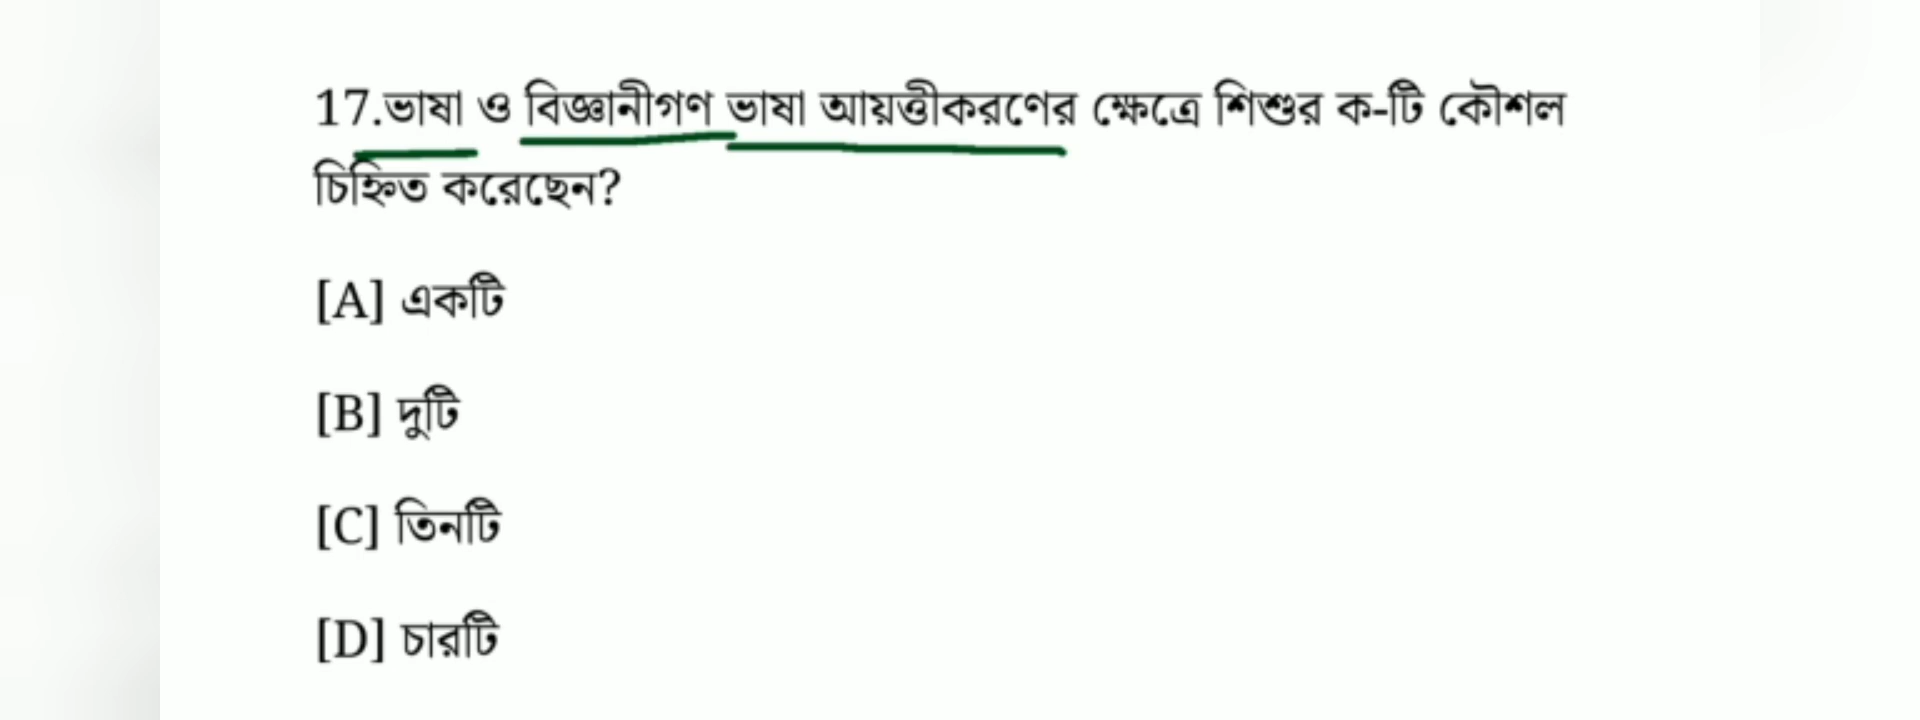 17.ভাষা ও বিজ্ঞানীগণ ভাষা আয়ত্তীকরণের ক্ষেত্রে শিশুর ক-টি কৌশল
চিহ্নিত করেছেন?
[A] একটি
[B] দুটি
[C] তিনটি
[D] চারটি